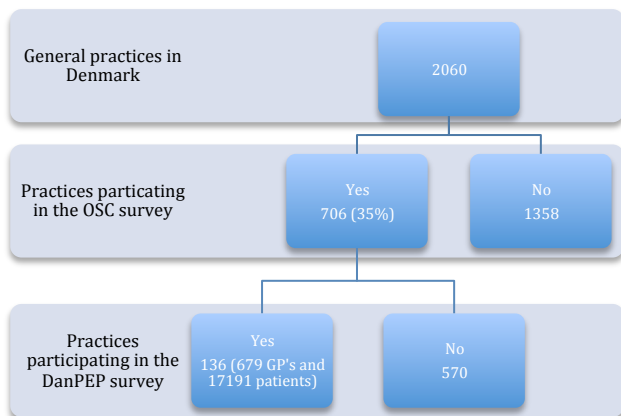 General practices in
Denmark
2060
Practices particating
in the OSC survey
Yes
706 (35%)
No
1358
Practices
participating in the
DanPEP survey
Yes
136 (679 GP's and
17191 patients)
No
570